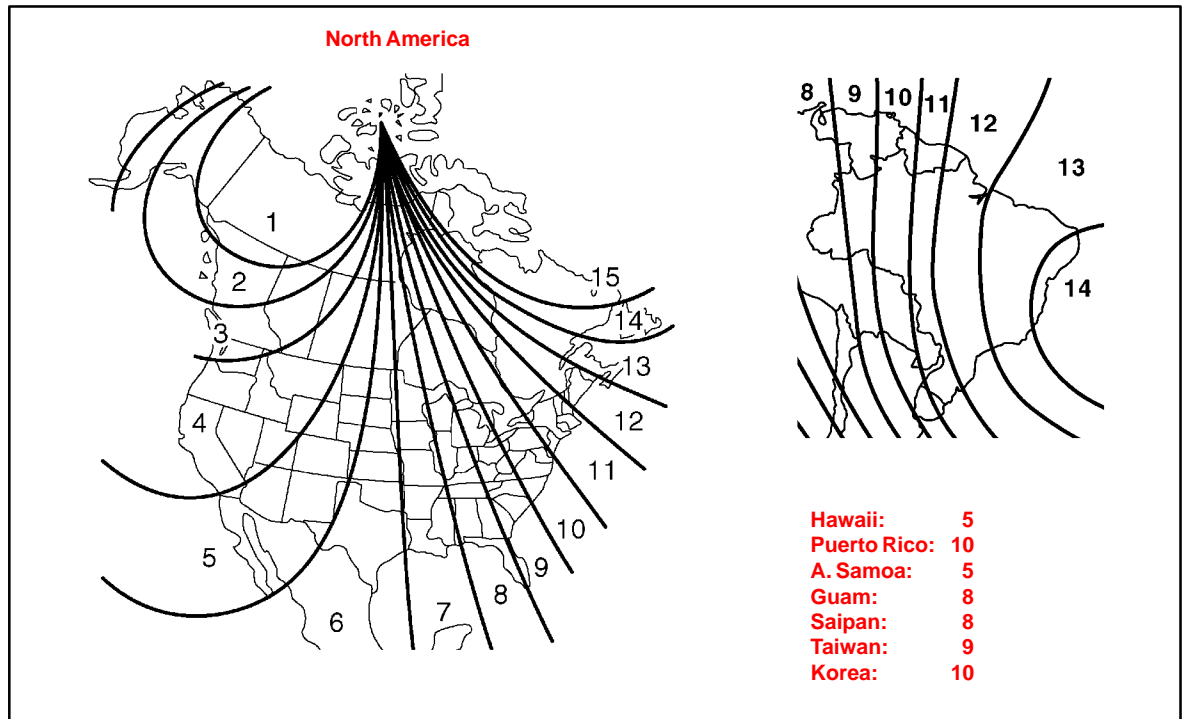 North America
1
2
3
4
5
6
7
8
9
10
11
12
13
14
15
8 9 10 11 12
13
14
Hawaii: 5
Puerto Rico: 10
A. Samoa: 5
Guam: 8
Saipan: 8
Taiwan: 9
Korea: 10